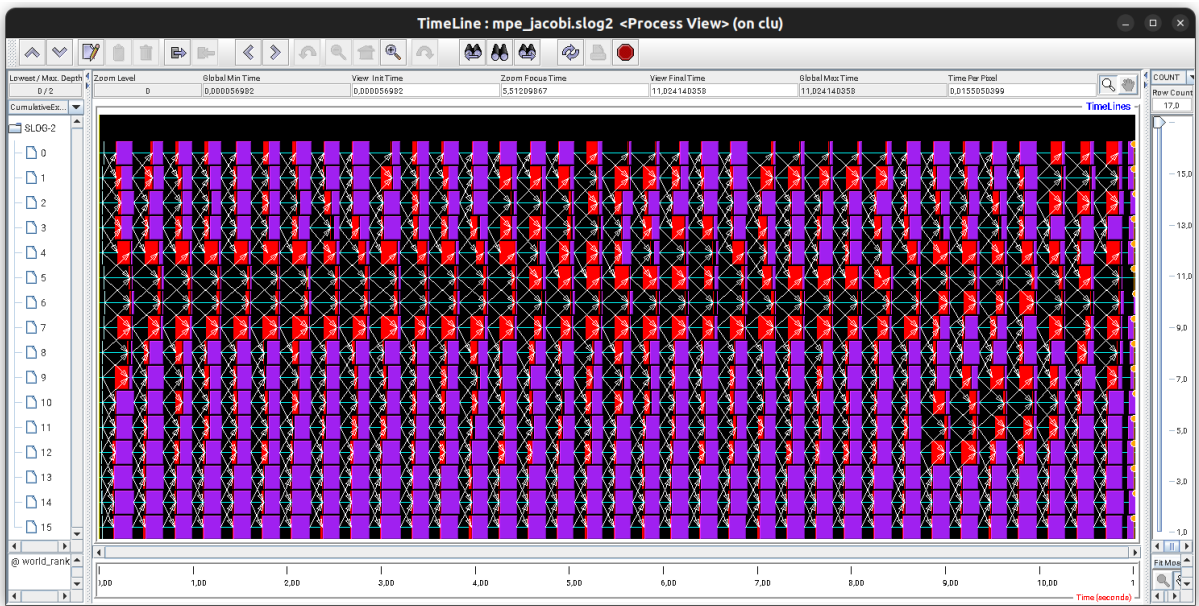 TimeLine : mpe_jacobi.slog2 <Process View> (on clu)
Lowest / Max. Depth
0 / 2
Zoom Level
0
Global Min Time
0,000056982
View Init Time
0,000056982
Zoom Focus Time
5,51209867
View Final Time
11,024140358
Global Max Time
11,024140358
Time Per Pixel
0,0155050399
COUNT
Row Count
17,0
CumulativeEx...
TimeLines
SLOG-2
0
1
2
3
4
5
6
7
8
9
10
11
12
13
14
15
15,0
13,0
11,0
9,0
7,0
5,0
3,0
1,0
@ world_rank
Fit Mos
0,00 1,00 2,00 3,00 4,00 5,00 6,00 7,00 8,00 9,00 10,00 1
Time (seconds)